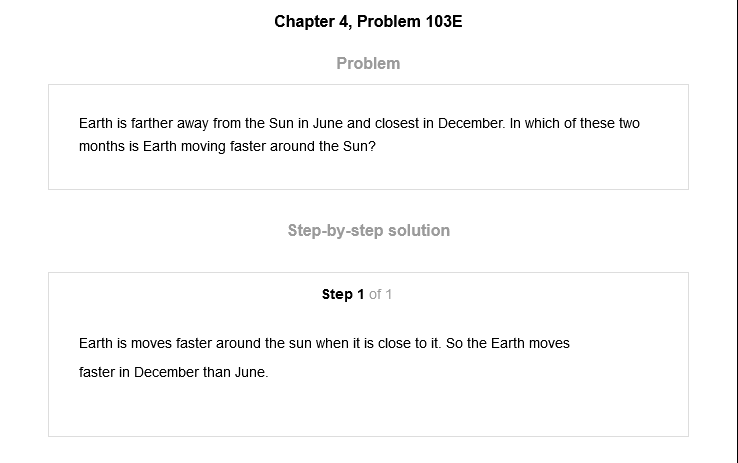 Chapter 4, Problem 103E
Problem
Earth is farther away from the Sun in June and closest in December. In which of these two
months is Earth moving faster around the Sun?
Step-by-step solution
Step 1 of 1
Earth is moves faster around the sun when it is close to it. So the Earth moves
faster in December than June.